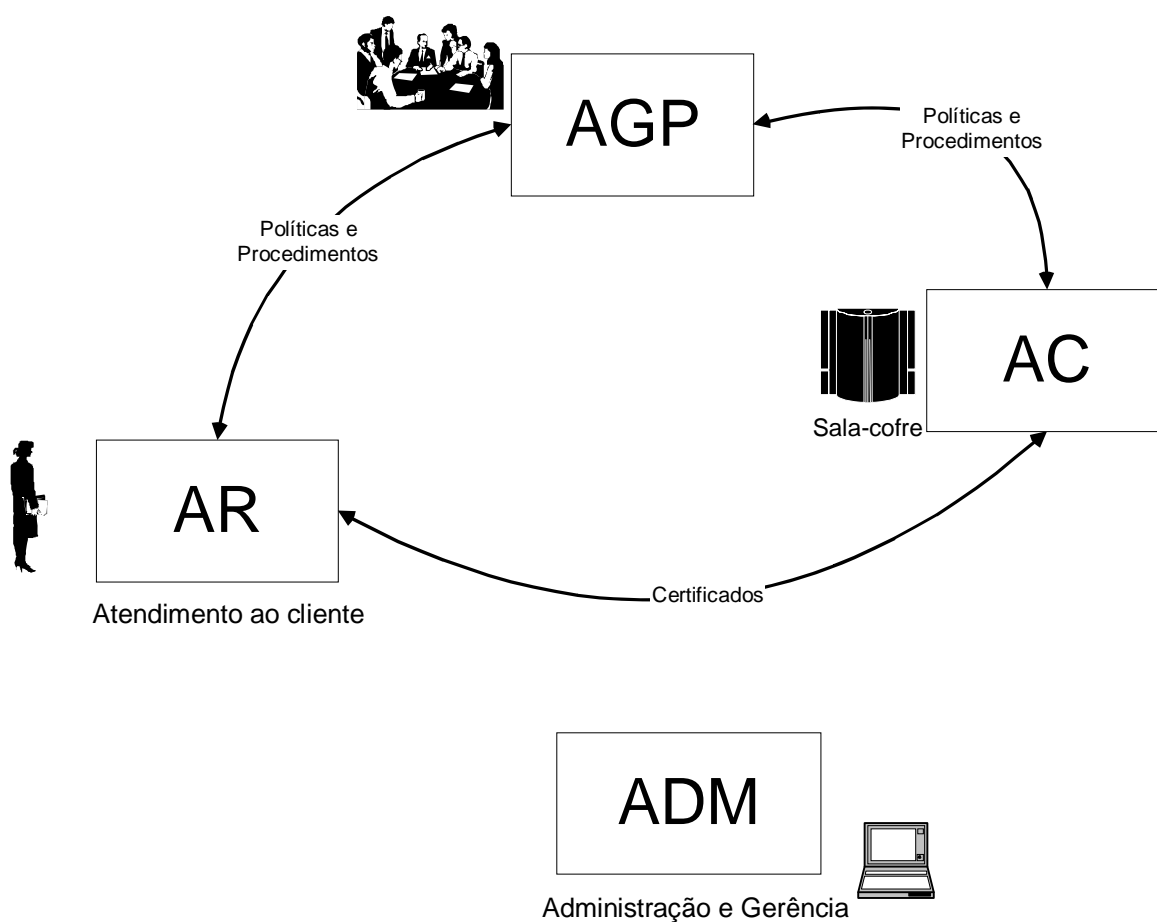 AGP
Políticas e
Procedimentos
Políticas e
Procedimentos
AC
Sala-cofre
AR
Atendimento ao cliente
Certificados
ADM
Administração e Gerência